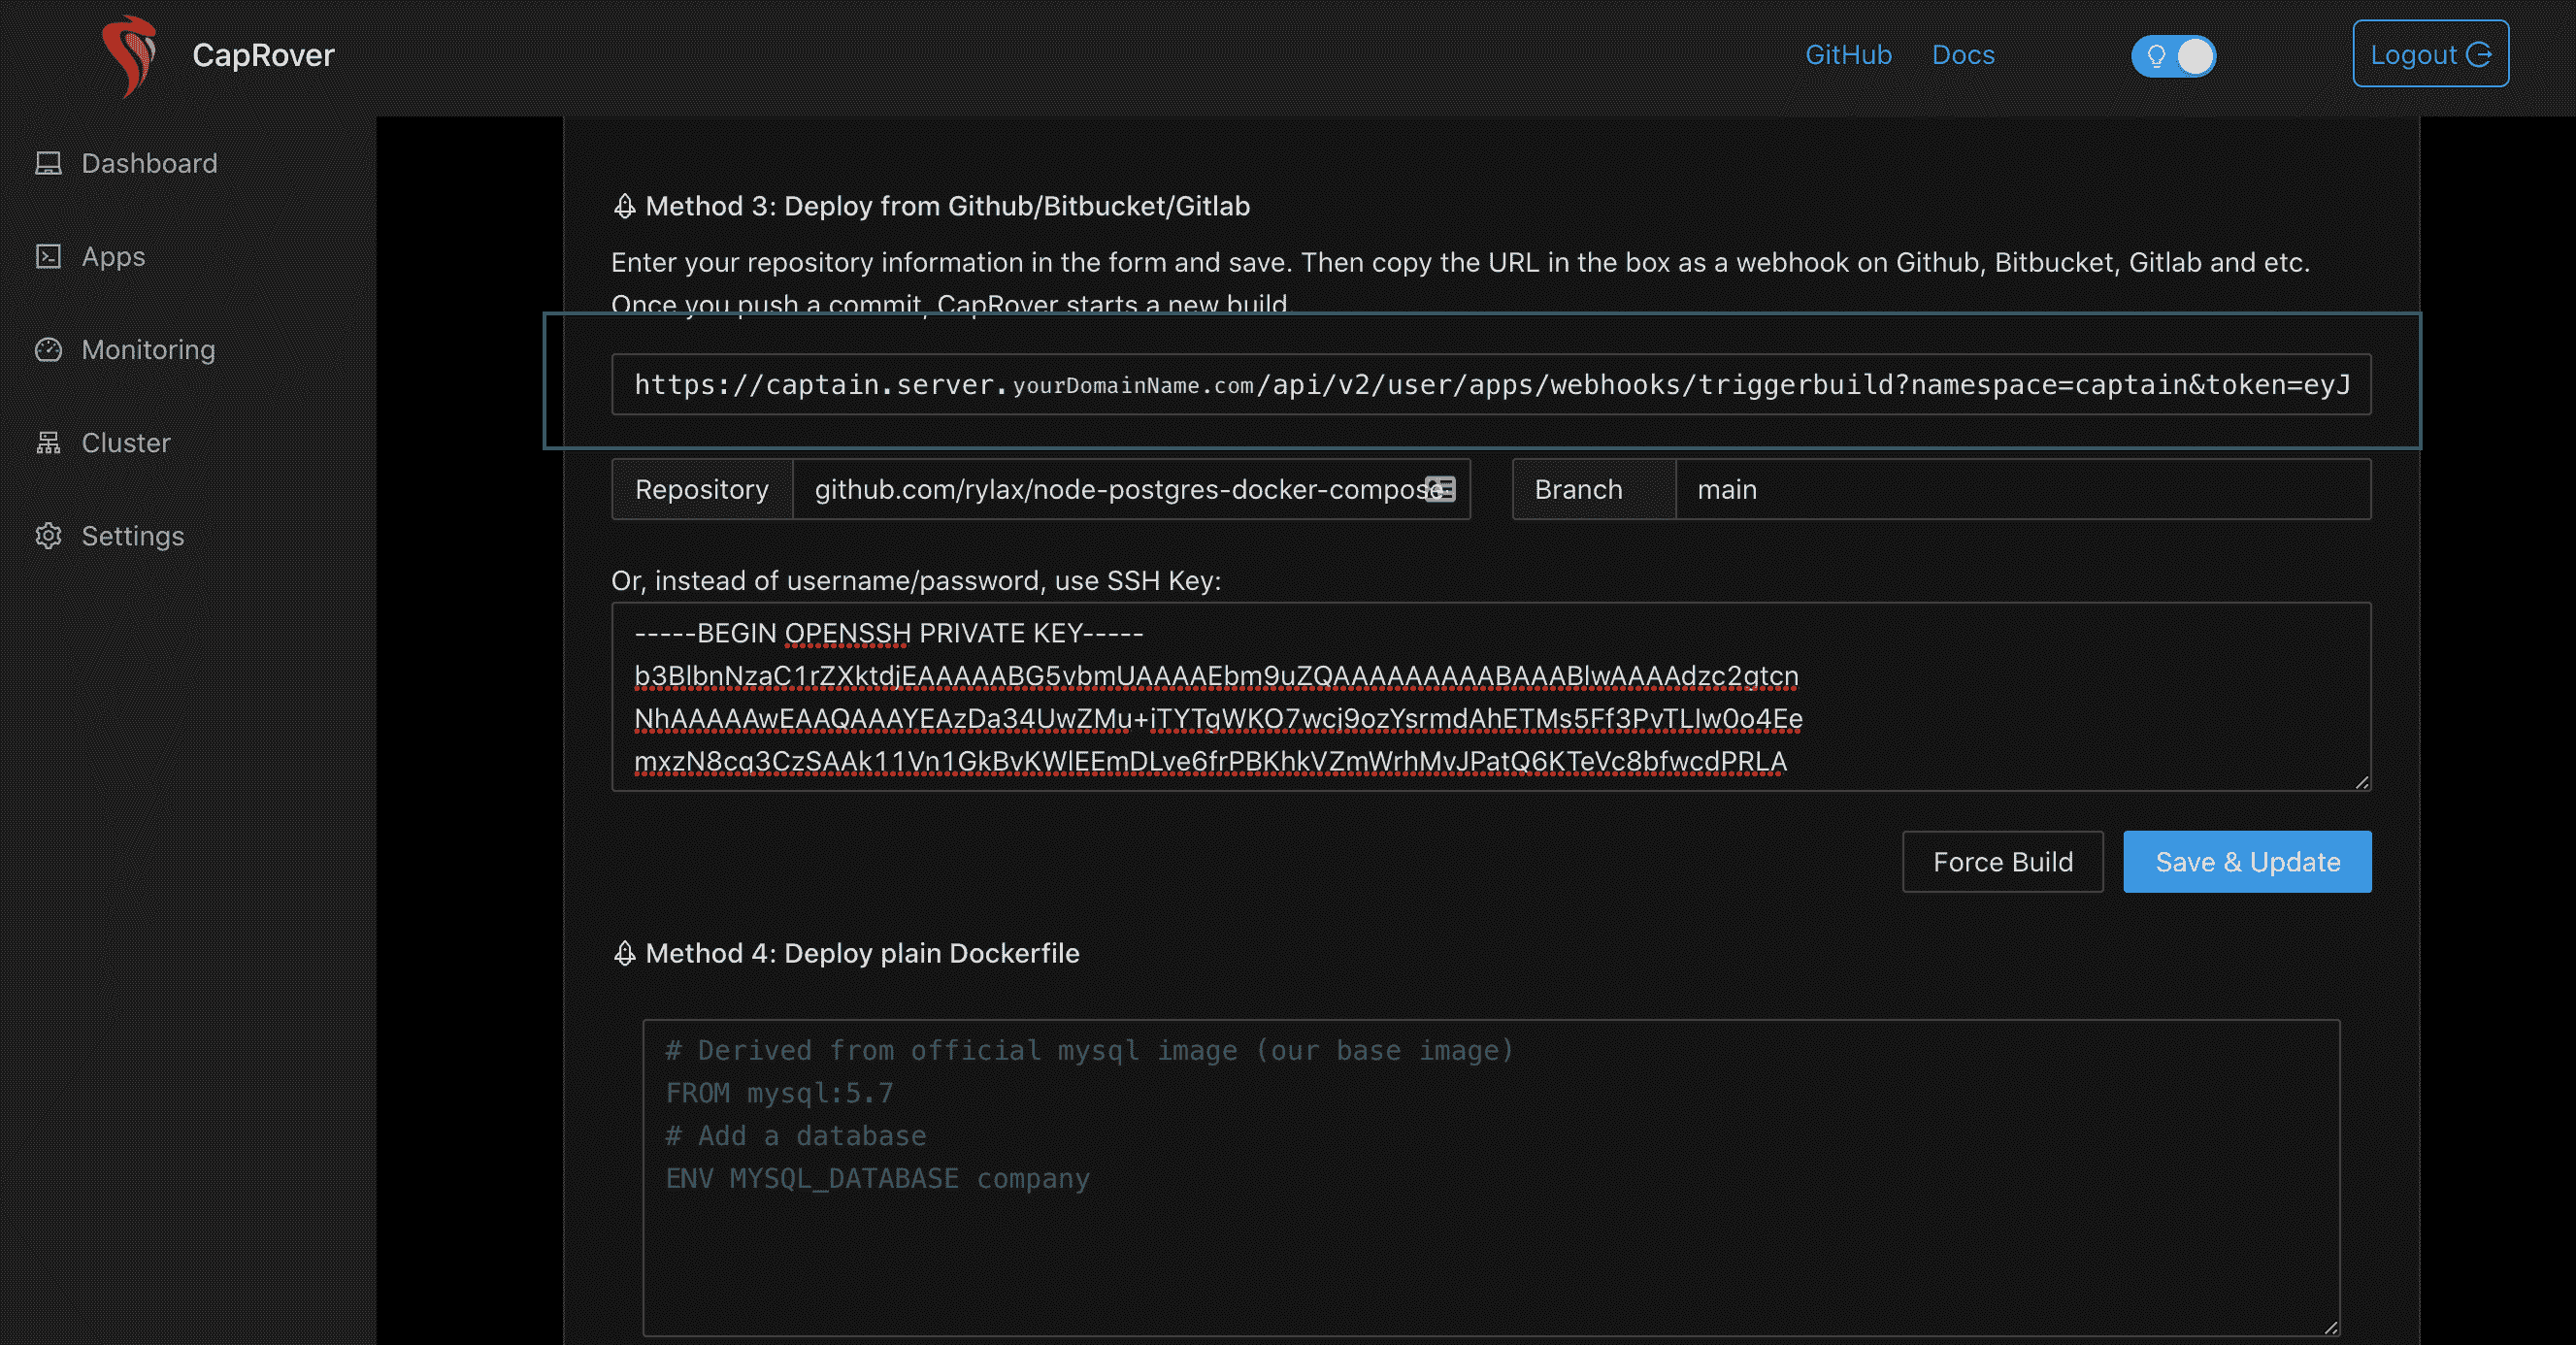 CapRover
GitHub
Docs
Logout
Dashboard
Apps
Monitoring
Cluster
Settings
Method 3: Deploy from Github/Bitbucket/Gitlab
Enter your repository information in the form and save. Then copy the URL in the box as a webhook on Github, Bitbucket, Gitlab and etc.
Once you push a commit, CapRover starts a new build.
https://captain.server.yourDomainName.com/api/v2/user/apps/webhooks/triggerbuild?namespace=captain&token=eyJ
Repository github.com/rylax/node-postgres-docker-compose
Branch main
Or, instead of username/password, use SSH Key:
-----BEGIN OPENSSH PRIVATE KEY-----
b3BlbnNzaC1rZXktdjEAAAAABG5vbmUAAAAEbm9uZQAAAAAAAAABAAABlwAAAAdzc2gtcn
NhAAAAAwEAAQAAAYEAzDa34UwZMu+iTYTgWKO7wcj9ozYsrmdAhETMs5Ff3PvTLIw0o4Ee
mxzN8cq3CzSAAk11Vn1GkBvKWlEEmDLve6frPBKhkVZmWrhMvJPatQ6KTeVc8bfwcdPRLA
Force Build
Save & Update
Method 4: Deploy plain Dockerfile
# Derived from official mysql image (our base image)
FROM mysql:5.7
# Add a database
ENV MYSQL_DATABASE company